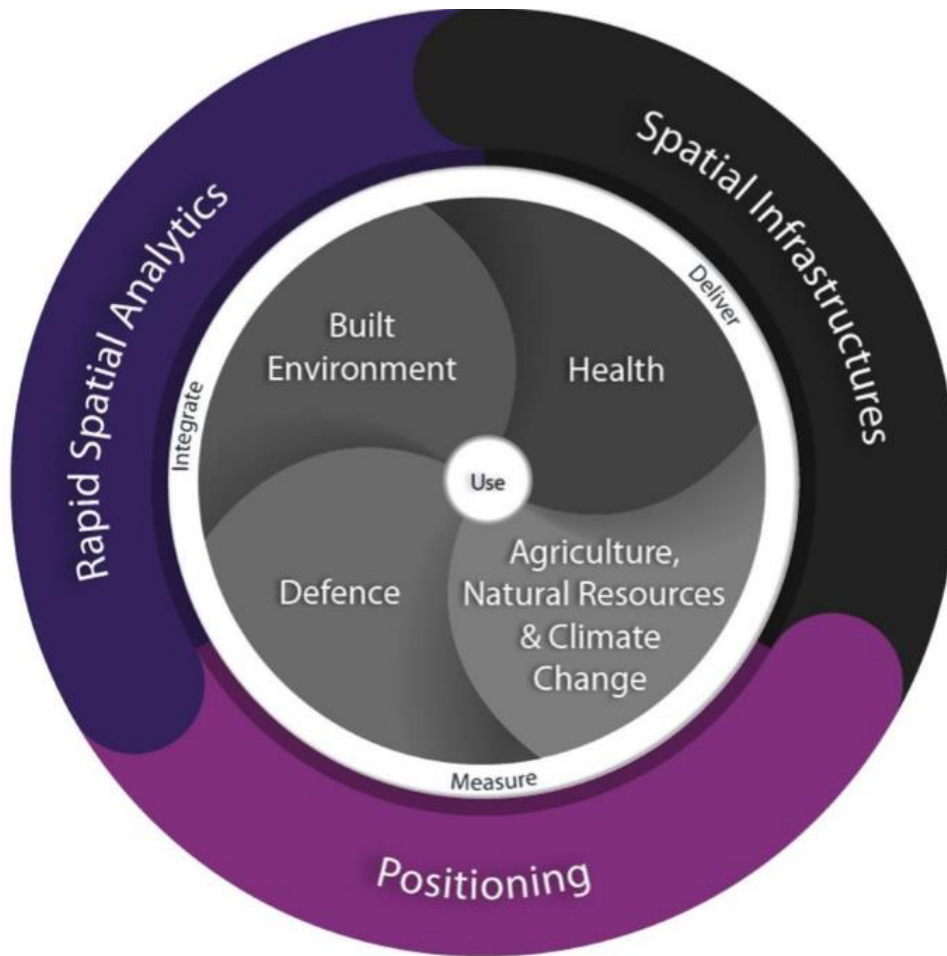 Spatial Infrastructures
Rapid Spatial Analytics
Positioning
Deliver
Integrate
Measure
Built
Environment
Health
Use
Defence
Agriculture,
Natural Resources
& Climate
Change